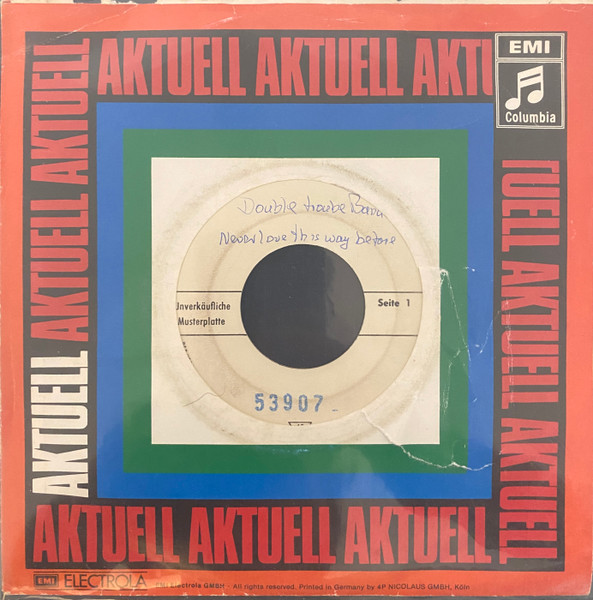 AKTUELL AKTUELL AKTU
EMI
Columbia
AKTUELL AKTUELL AKTUELL
TUELL AKTUELL AKTUELL
Double trouble Band
Never love this way before
Unverkäufliche
Musterplatte
Seite 1
53907
AKTUELL AKTUELL AKTUELL
EMI ELECTROLA Electrola GMBH - All rights reserved. Printed in Germany by 4P NICOLAUS GMBH, Köln